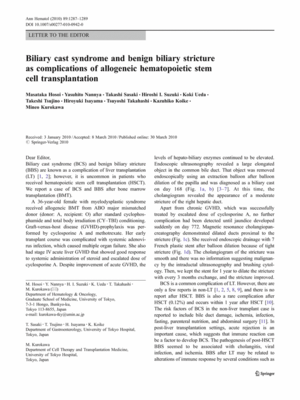 Ann Hematol (2010) 89:1287–1289
DOI 10.1007/s00277-010-0942-0
LETTER TO THE EDITOR
Biliary cast syndrome and benign biliary stricture
as complications of allogeneic hematopoietic stem
cell transplantation
Masataka Hosoi · Yasuhito Nannya · Takashi Sasaki · Hiroshi I. Suzuki · Koki Ueda ·
Takeshi Tsujino · Hiroyuki Isayama · Tsuyoshi Takahashi · Kazuhiko Koike ·
Mineo Kurokawa
Received: 3 January 2010 / Accepted: 8 March 2010 / Published online: 30 March 2010
© Springer-Verlag 2010
Dear Editor,
Biliary cast syndrome (BCS) and benign biliary stricture
(BBS) are known as a complication of liver transplantation
(LT) [1, 2]; however, it is uncommon in patients who
received hematopoietic stem cell transplantation (HSCT).
We report a case of BCS and BBS after bone marrow
transplantation (BMT).
A 36-year-old female with myelodysplastic syndrome
received allogeneic BMT from ABO major mismatched
donor (donor: A, recipient: O) after standard cyclophos-
phamide and total body irradiation (CY–TBI) conditioning.
Graft-versus-host disease (GVHD) prophylaxis was per-
formed by cyclosporine A and methotrexate. Her early
transplant course was complicated with systemic adenovi-
rus infection, which caused multiple organ failure. She also
had stage IV acute liver GVHD that showed good response
to systemic administration of steroid and escalated dose of
cyclosporine A. Despite improvement of acute GVHD, the
levels of hepato-biliary enzymes continued to be elevated.
Endoscopic ultrasonography revealed a large elongated
object in the common bile duct. That object was removed
endoscopically using an extraction balloon after balloon
dilation of the papilla and was diagnosed as a biliary cast
on day 168 (Fig. 1a, b) [3–7]. At this time, the
cholangiogram revealed the appearance of a moderate
stricture of the right hepatic duct.
Apart from chronic GVHD, which was successfully
treated by escalated dose of cyclosporine A, no further
complication had been detected until jaundice developed
suddenly on day 772. Magnetic resonance cholangiopan-
creatography demonstrated dilated ducts proximal to the
stricture (Fig. 1c). She received endoscopic drainage with 7
French plastic stent after balloon dilation because of tight
stricture (Fig. 1d). The cholangiogram of the stricture was
smooth and there was no information suggesting malignan-
cy by the intraductal ultrasonography and brushing cytol-
ogy. Then, we kept the stent for 1 year to dilate the stricture
with every 3 months exchange, and the stricture improved.
BCS is a common complication of LT. However, there are
only a few reports in non-LT [1, 2, 5, 8, 9], and there is no
report after HSCT. BBS is also a rare complication after
HSCT (0.12%) and occurs within 1 year after HSCT [10].
The risk factors of BCS in the non-liver transplant case is
reported to include bile duct damage, ischemia, infection,
fasting, parenteral nutrition, and abdominal surgery [11]. In
post-liver transplantation settings, acute rejection is an
important cause, which suggests that immune reaction can
be a factor to develop BCS. The pathogenesis of post-HSCT
BBS seemed to be associated with cholangitis, viral
infection, and ischemia. BBS after LT may be related to
alterations of immune response by several conditions such as
M. Hosoi · Y. Nannya · H. I. Suzuki · K. Ueda · T. Takahashi ·
M. Kurokawa
Department of Hematology & Oncology,
Graduate School of Medicine, University of Tokyo,
7-3-1 Hongo, Bunkyo-ku,
Tokyo 113-8655, Japan
T. Sasaki · T. Tsujino · H. Isayama · K. Koike
Department of Gastroenterology, University of Tokyo Hospital,
Tokyo, Japan
M. Kurokawa
Department of Cell Therapy and Transplantation Medicine,
University of Tokyo Hospital,
Tokyo, Japan